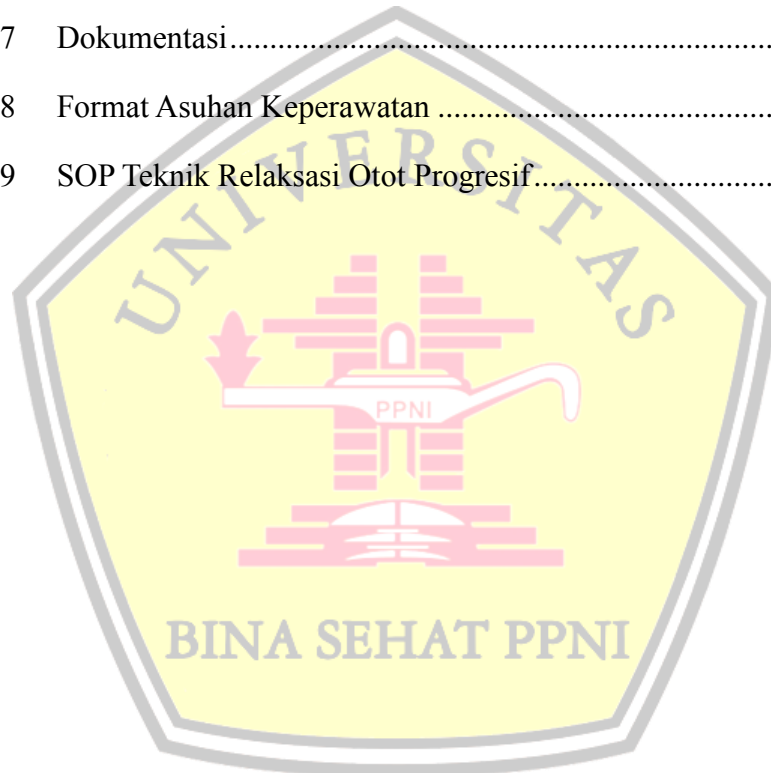 7 Dokumentasi..........................................................................
8 Format Asuhan Keperawatan ..........................................
9 SOP Teknik Relaksasi Otot Progresif..............................
UNIVERSITAS
PPNI
BINA SEHAT PPNI